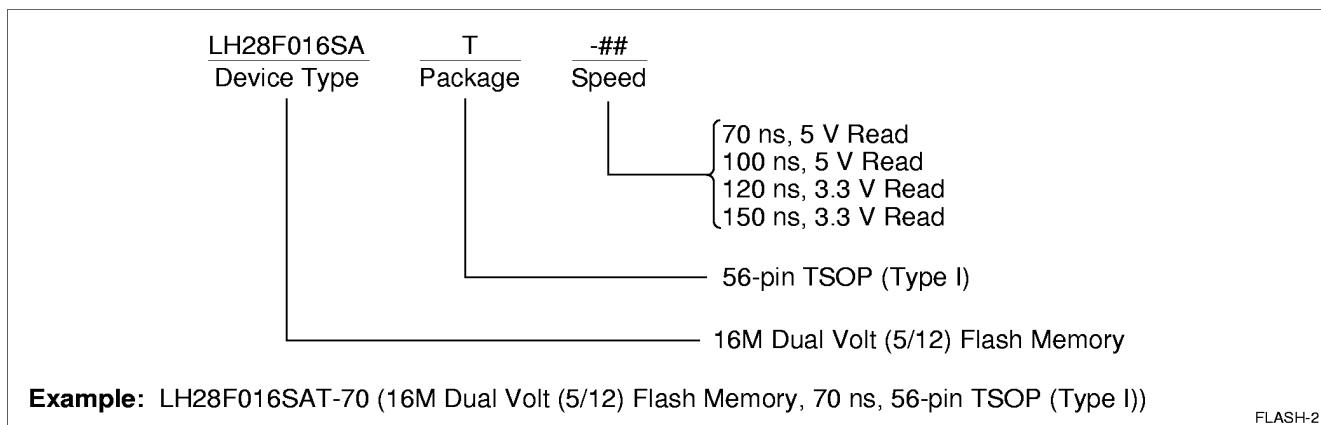 LH28F016SA T -##
Device Type Package Speed
70 ns, 5 V Read
100 ns, 5 V Read
120 ns, 3.3 V Read
150 ns, 3.3 V Read
56-pin TSOP (Type I)
16M Dual Volt (5/12) Flash Memory
Example: LH28F016SAT-70 (16M Dual Volt (5/12) Flash Memory, 70 ns, 56-pin TSOP (Type I))
FLASH-2